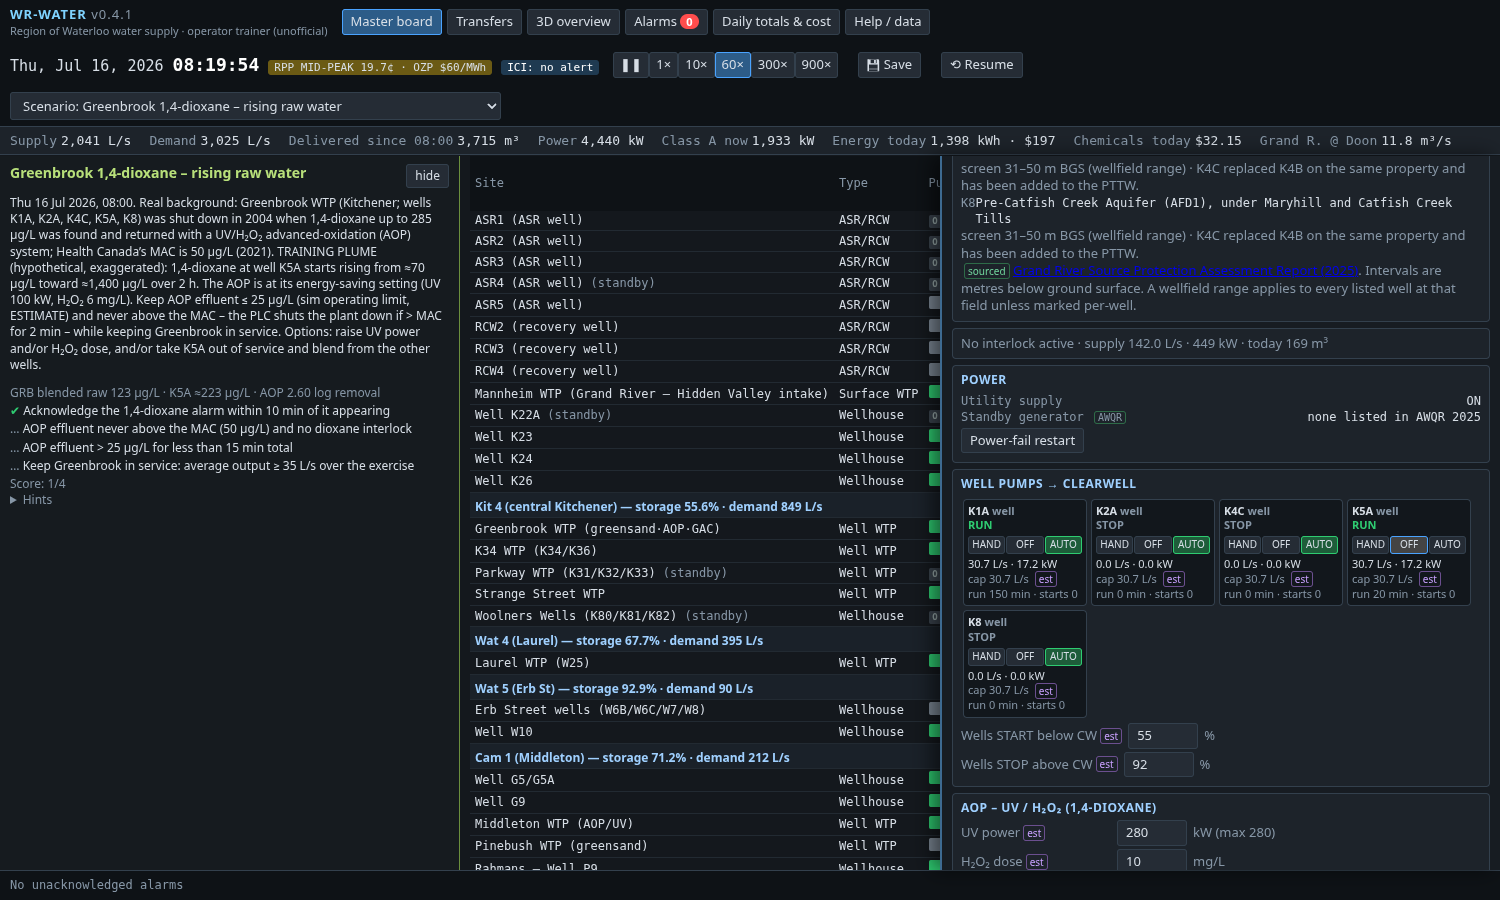 WR-WATER v0.4.1
Region of Waterloo water supply · operator trainer (unofficial)
Master board
Transfers
3D overview
Alarms 0
Daily totals & cost
Help / data
Thu, Jul 16, 2026 08:19:54 RPP MID-PEAK 19.7¢ · OZP $60/MWh ICI: no alert
❚❚ 1× 10× 60× 300× 900× 💾 Save ⟲ Resume
Scenario: Greenbrook 1,4-dioxane – rising raw water
Supply 2,041 L/s Demand 3,025 L/s Delivered since 08:00 3,715 m³ Power 4,440 kW Class A now 1,933 kW Energy today 1,398 kWh · $197 Chemicals today $32.15 Grand R. @ Doon 11.8 m³/s
Greenbrook 1,4-dioxane – rising raw water
hide
Thu 16 Jul 2026, 08:00. Real background: Greenbrook WTP (Kitchener; wells
K1A, K2A, K4C, K5A, K8) was shut down in 2004 when 1,4-dioxane up to 285
µg/L was found and returned with a UV/H₂O₂ advanced-oxidation (AOP)
system; Health Canada's MAC is 50 µg/L (2021). TRAINING PLUME
(hypothetical, exaggerated): 1,4-dioxane at well K5A starts rising from ≈70
µg/L toward ≈1,400 µg/L over 2 h. The AOP is at its energy-saving setting (UV
100 kW, H₂O₂ 6 mg/L). Keep AOP effluent ≤ 25 µg/L (sim operating limit,
ESTIMATE) and never above the MAC – the PLC shuts the plant down if > MAC
for 2 min – while keeping Greenbrook in service. Options: raise UV power
and/or H₂O₂ dose, and/or take K5A out of service and blend from the other
wells.
GRB blended raw 123 µg/L · K5A ≈223 µg/L · AOP 2.60 log removal
✔ Acknowledge the 1,4-dioxane alarm within 10 min of it appearing
… AOP effluent never above the MAC (50 µg/L) and no dioxane interlock
… AOP effluent > 25 µg/L for less than 15 min total
… Keep Greenbrook in service: average output ≥ 35 L/s over the exercise
Score: 1/4
▶ Hints
Site Type
ASR1 (ASR well) ASR/RCW 0
ASR2 (ASR well) ASR/RCW 0
ASR3 (ASR well) ASR/RCW 0
ASR4 (ASR well) (standby) ASR/RCW 0
ASR5 (ASR well) ASR/RCW
RCW2 (recovery well) ASR/RCW
RCW3 (recovery well) ASR/RCW
RCW4 (recovery well) ASR/RCW
Mannheim WTP (Grand River – Hidden Valley intake) Surface WTP
Well K22A (standby) Wellhouse 0
Well K23 Wellhouse
Well K24 Wellhouse
Well K26 Wellhouse
Kit 4 (central Kitchener) — storage 55.6% · demand 849 L/s
Greenbrook WTP (greensand·AOP·GAC) Well WTP
K34 WTP (K34/K36) Well WTP
Parkway WTP (K31/K32/K33) (standby) Well WTP 0
Strange Street WTP Well WTP
Woolners Wells (K80/K81/K82) (standby) Wellhouse 0
Wat 4 (Laurel) — storage 67.7% · demand 395 L/s
Laurel WTP (W25) Well WTP
Wat 5 (Erb St) — storage 92.9% · demand 90 L/s
Erb Street wells (W6B/W6C/W7/W8) Wellhouse
Well W10 Wellhouse
Cam 1 (Middleton) — storage 71.2% · demand 212 L/s
Well G5/G5A Wellhouse
Well G9 Wellhouse
Middleton WTP (AOP/UV) Well WTP
Pinebush WTP (greensand) Well WTP
Rahmans – Well P9 Wellhouse
screen 31–50 m BGS (wellfield range) · K4C replaced K4B on the same property and
has been added to the PTTW.
K8Pre-Catfish Creek Aquifer (AFD1), under Maryhill and Catfish Creek
Tills
screen 31–50 m BGS (wellfield range) · K4C replaced K4B on the same property and
has been added to the PTTW.
sourced Grand River Source Protection Assessment Report (2025). Intervals are
metres below ground surface. A wellfield range applies to every listed well at that
field unless marked per-well.
No interlock active · supply 142.0 L/s · 449 kW · today 169 m³
POWER
Utility supply ON
Standby generator AWQR none listed in AWQR 2025
Power-fail restart
WELL PUMPS → CLEARWELL
K1A well
RUN
HAND OFF AUTO
30.7 L/s · 17.2 kW
cap 30.7 L/s est
run 150 min · starts 0
K2A well
STOP
HAND OFF AUTO
0.0 L/s · 0.0 kW
cap 30.7 L/s est
run 0 min · starts 0
K4C well
STOP
HAND OFF AUTO
0.0 L/s · 0.0 kW
cap 30.7 L/s est
run 0 min · starts 0
K5A well
RUN
HAND OFF AUTO
30.7 L/s · 17.2 kW
cap 30.7 L/s est
run 20 min · starts 0
K8 well
STOP
HAND OFF AUTO
0.0 L/s · 0.0 kW
cap 30.7 L/s est
run 0 min · starts 0
Wells START below CW est 55 %
Wells STOP above CW est 92 %
AOP – UV / H₂O₂ (1,4-DIOXANE)
UV power est 280 kW (max 280)
H₂O₂ dose est 10 mg/L
No unacknowledged alarms